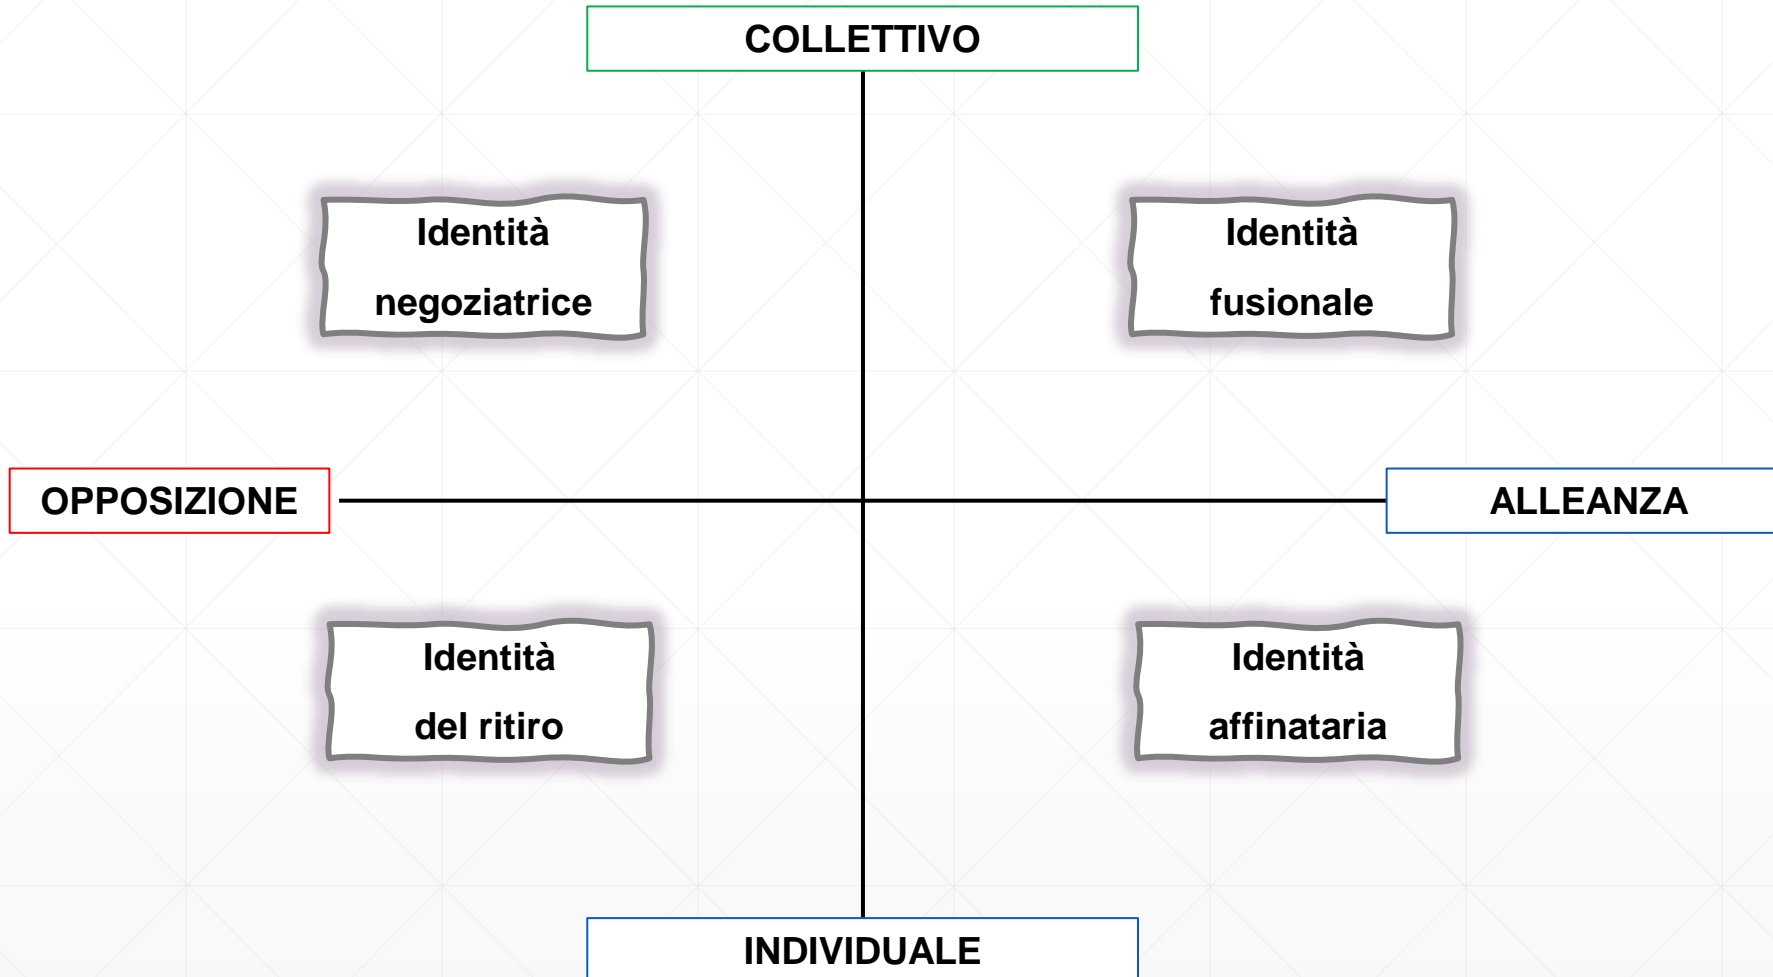 COLLETTIVO
Identità
negoziatrice
Identità
fusionale
OPPOSIZIONE
ALLEANZA
Identità
del ritiro
Identità
affinataria
INDIVIDUALE